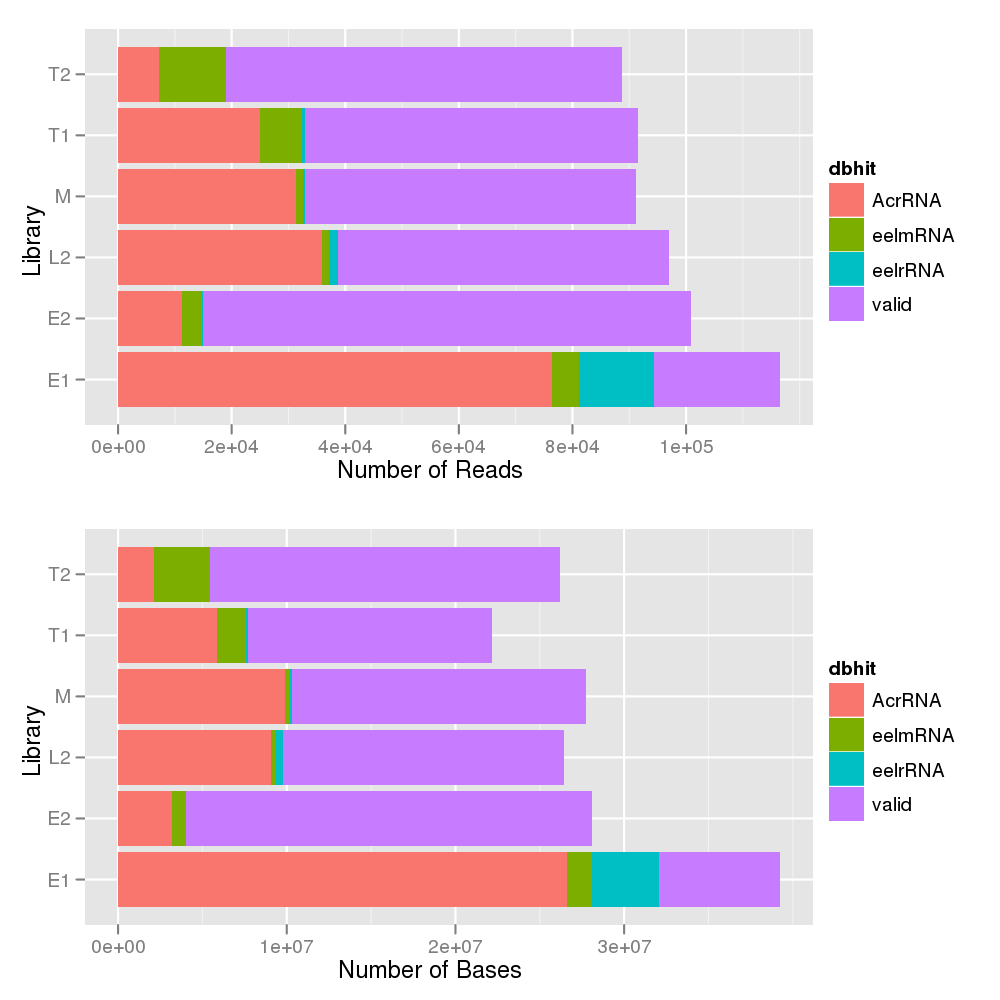 T2
T1
M
L2
E2
E1
Library
0e+00 2e+04 4e+04 6e+04 8e+04 1e+05
Number of Reads
dbhit
AcrRNA
eelmRNA
eelrRNA
valid
T2
T1
M
L2
E2
E1
Library
0e+00 1e+07 2e+07 3e+07
Number of Bases
dbhit
AcrRNA
eelmRNA
eelrRNA
valid